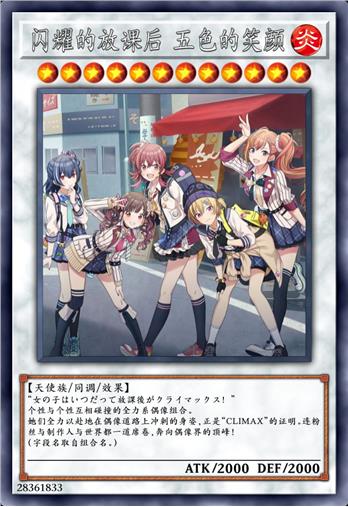 闪耀的放课后 五色的笑颜
炎
【天使族/同调/效果】
“女の子はいつだって放課後がクライマックス！”
个性与个性互相碰撞的全力系偶像组合。
她们全力以赴地在偶像道路上冲刺的身姿,正是“CLIMAX”的证明。连粉
丝与制作人与世界都一道席卷,奔向偶像界的顶峰!
(字段名取自组合名。)
ATK/2000 DEF/2000
28361833